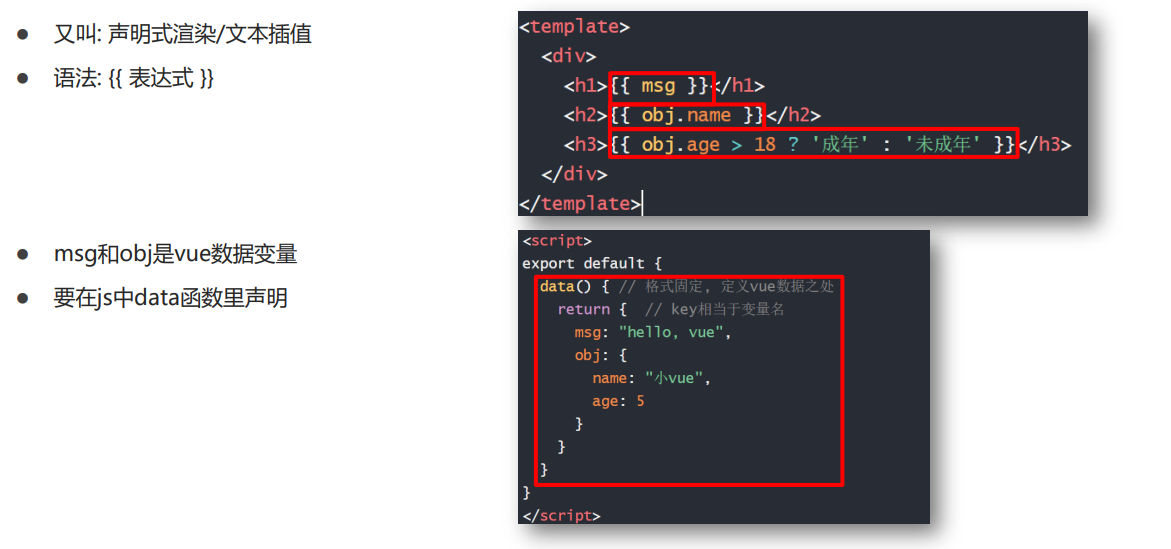 ● 又叫: 声明式渲染/文本插值
● 语法: {{ 表达式 }}
<template>
  <div>
    <h1>{{ msg }}</h1>
    <h2>{{ obj.name }}</h2>
    <h3>{{ obj.age > 18 ? '成年' : '未成年' }}</h3>
  </div>
</template>
● msg和obj是vue数据变量
● 要在js中data函数里声明
<script>
export default {
  data() { // 格式固定, 定义vue数据之处
    return {  // key相当于变量名
      msg: "hello, vue",
      obj: {
        name: "小vue",
        age: 5
      }
    }
  }
}
</script>